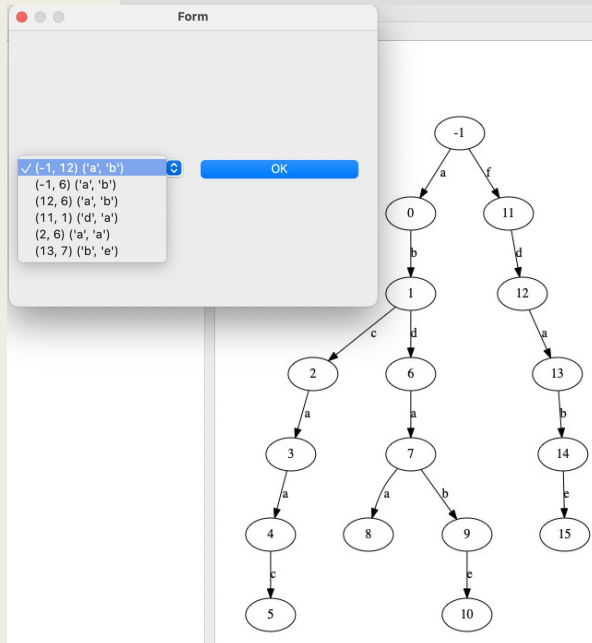 Form
✓ (-1, 12) ('a', 'b')
(-1, 6) ('a', 'b')
(12, 6) ('a', 'b')
(11, 1) ('d', 'a')
(2, 6) ('a', 'a')
(13, 7) ('b', 'e')
OK
-1
a f
0 11
b d
1 12
c d a
2 6 13
a a b
3 7 14
a a b e
4 8 9 15
c e
5 10